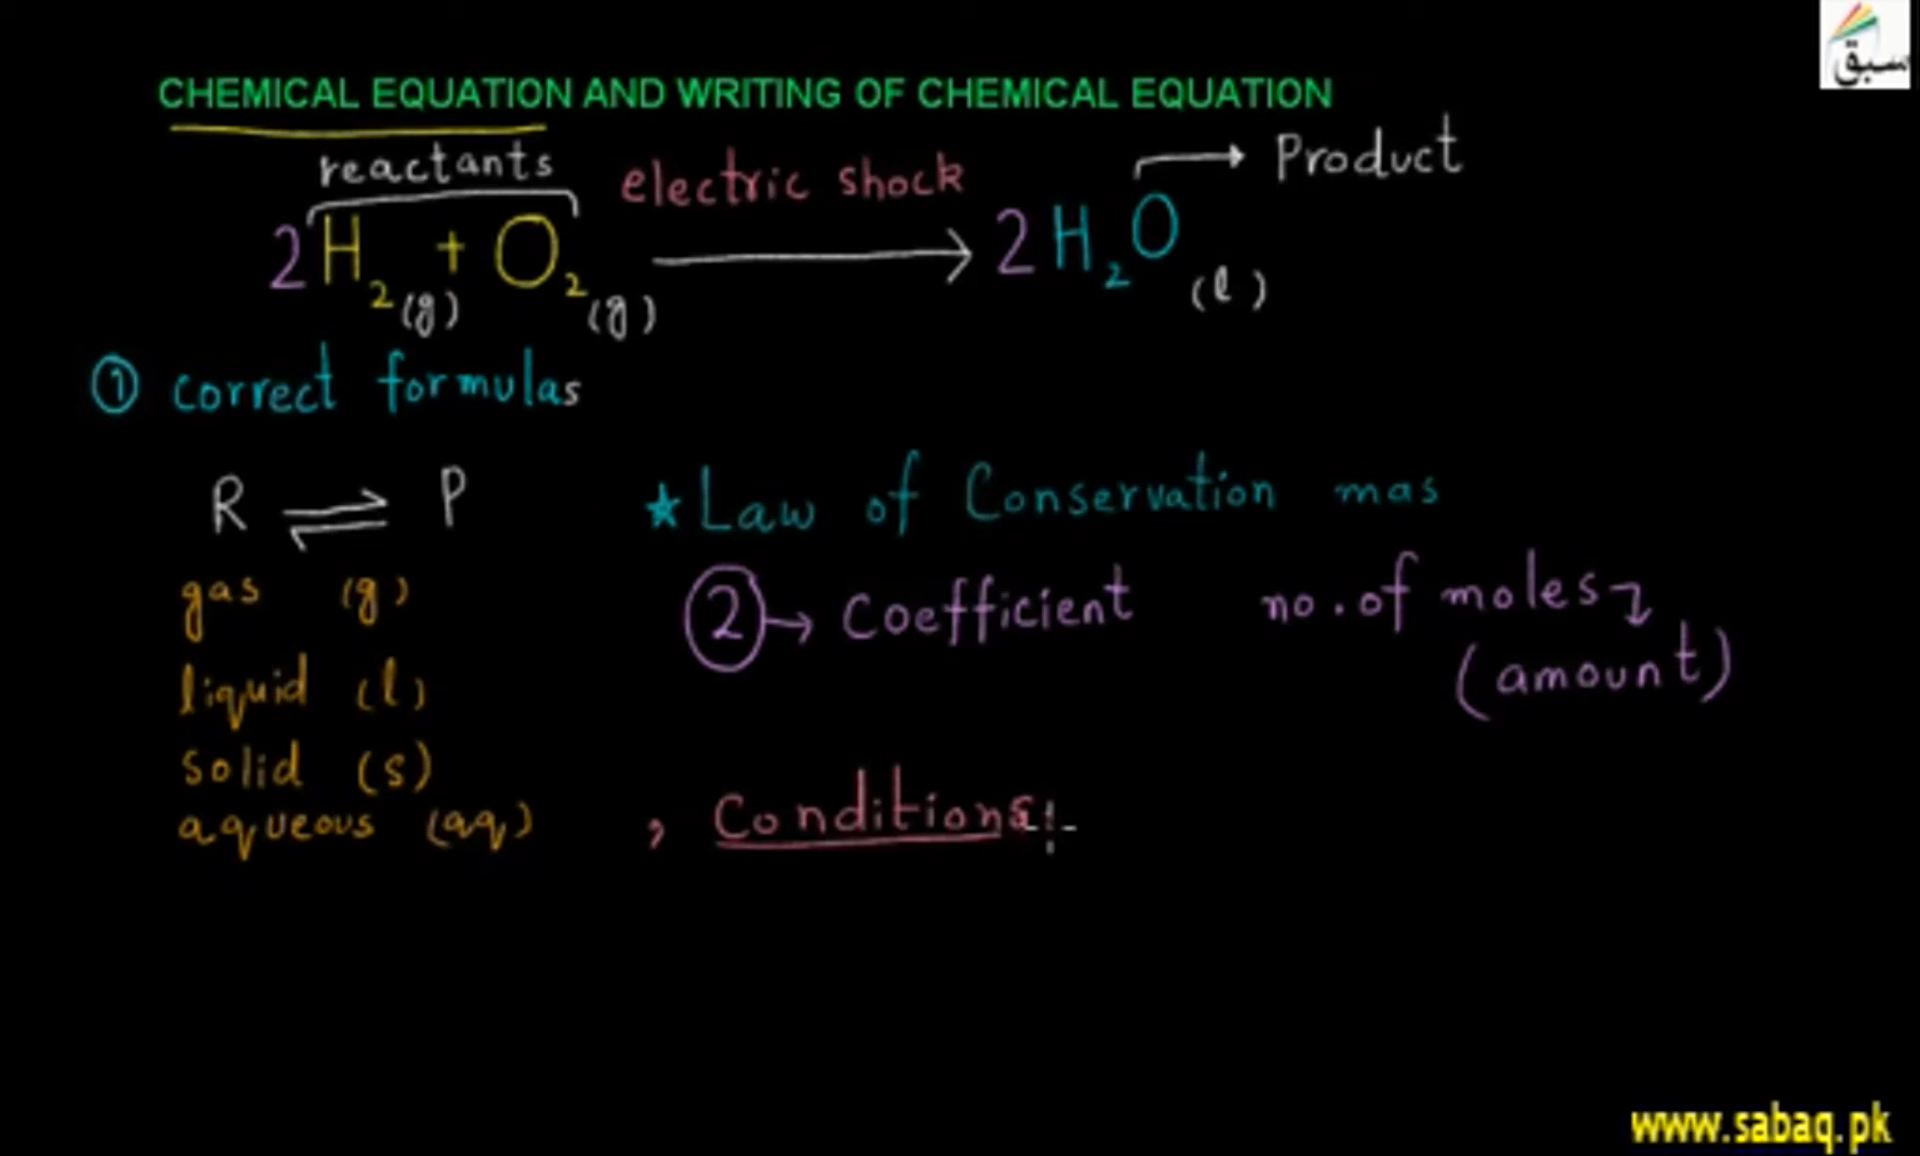 سبق
CHEMICAL EQUATION AND WRITING OF CHEMICAL EQUATION
reactants electric shock Product
2H₂(g) + O₂(g) → 2H₂O(l)
① correct formulas
R ⇌ P
★ Law of Conservation mas
② → Coefficient no. of moles
(amount)
gas (g)
liquid (l)
solid (s)
aqueous (aq) , Conditions
www.sabaq.pk